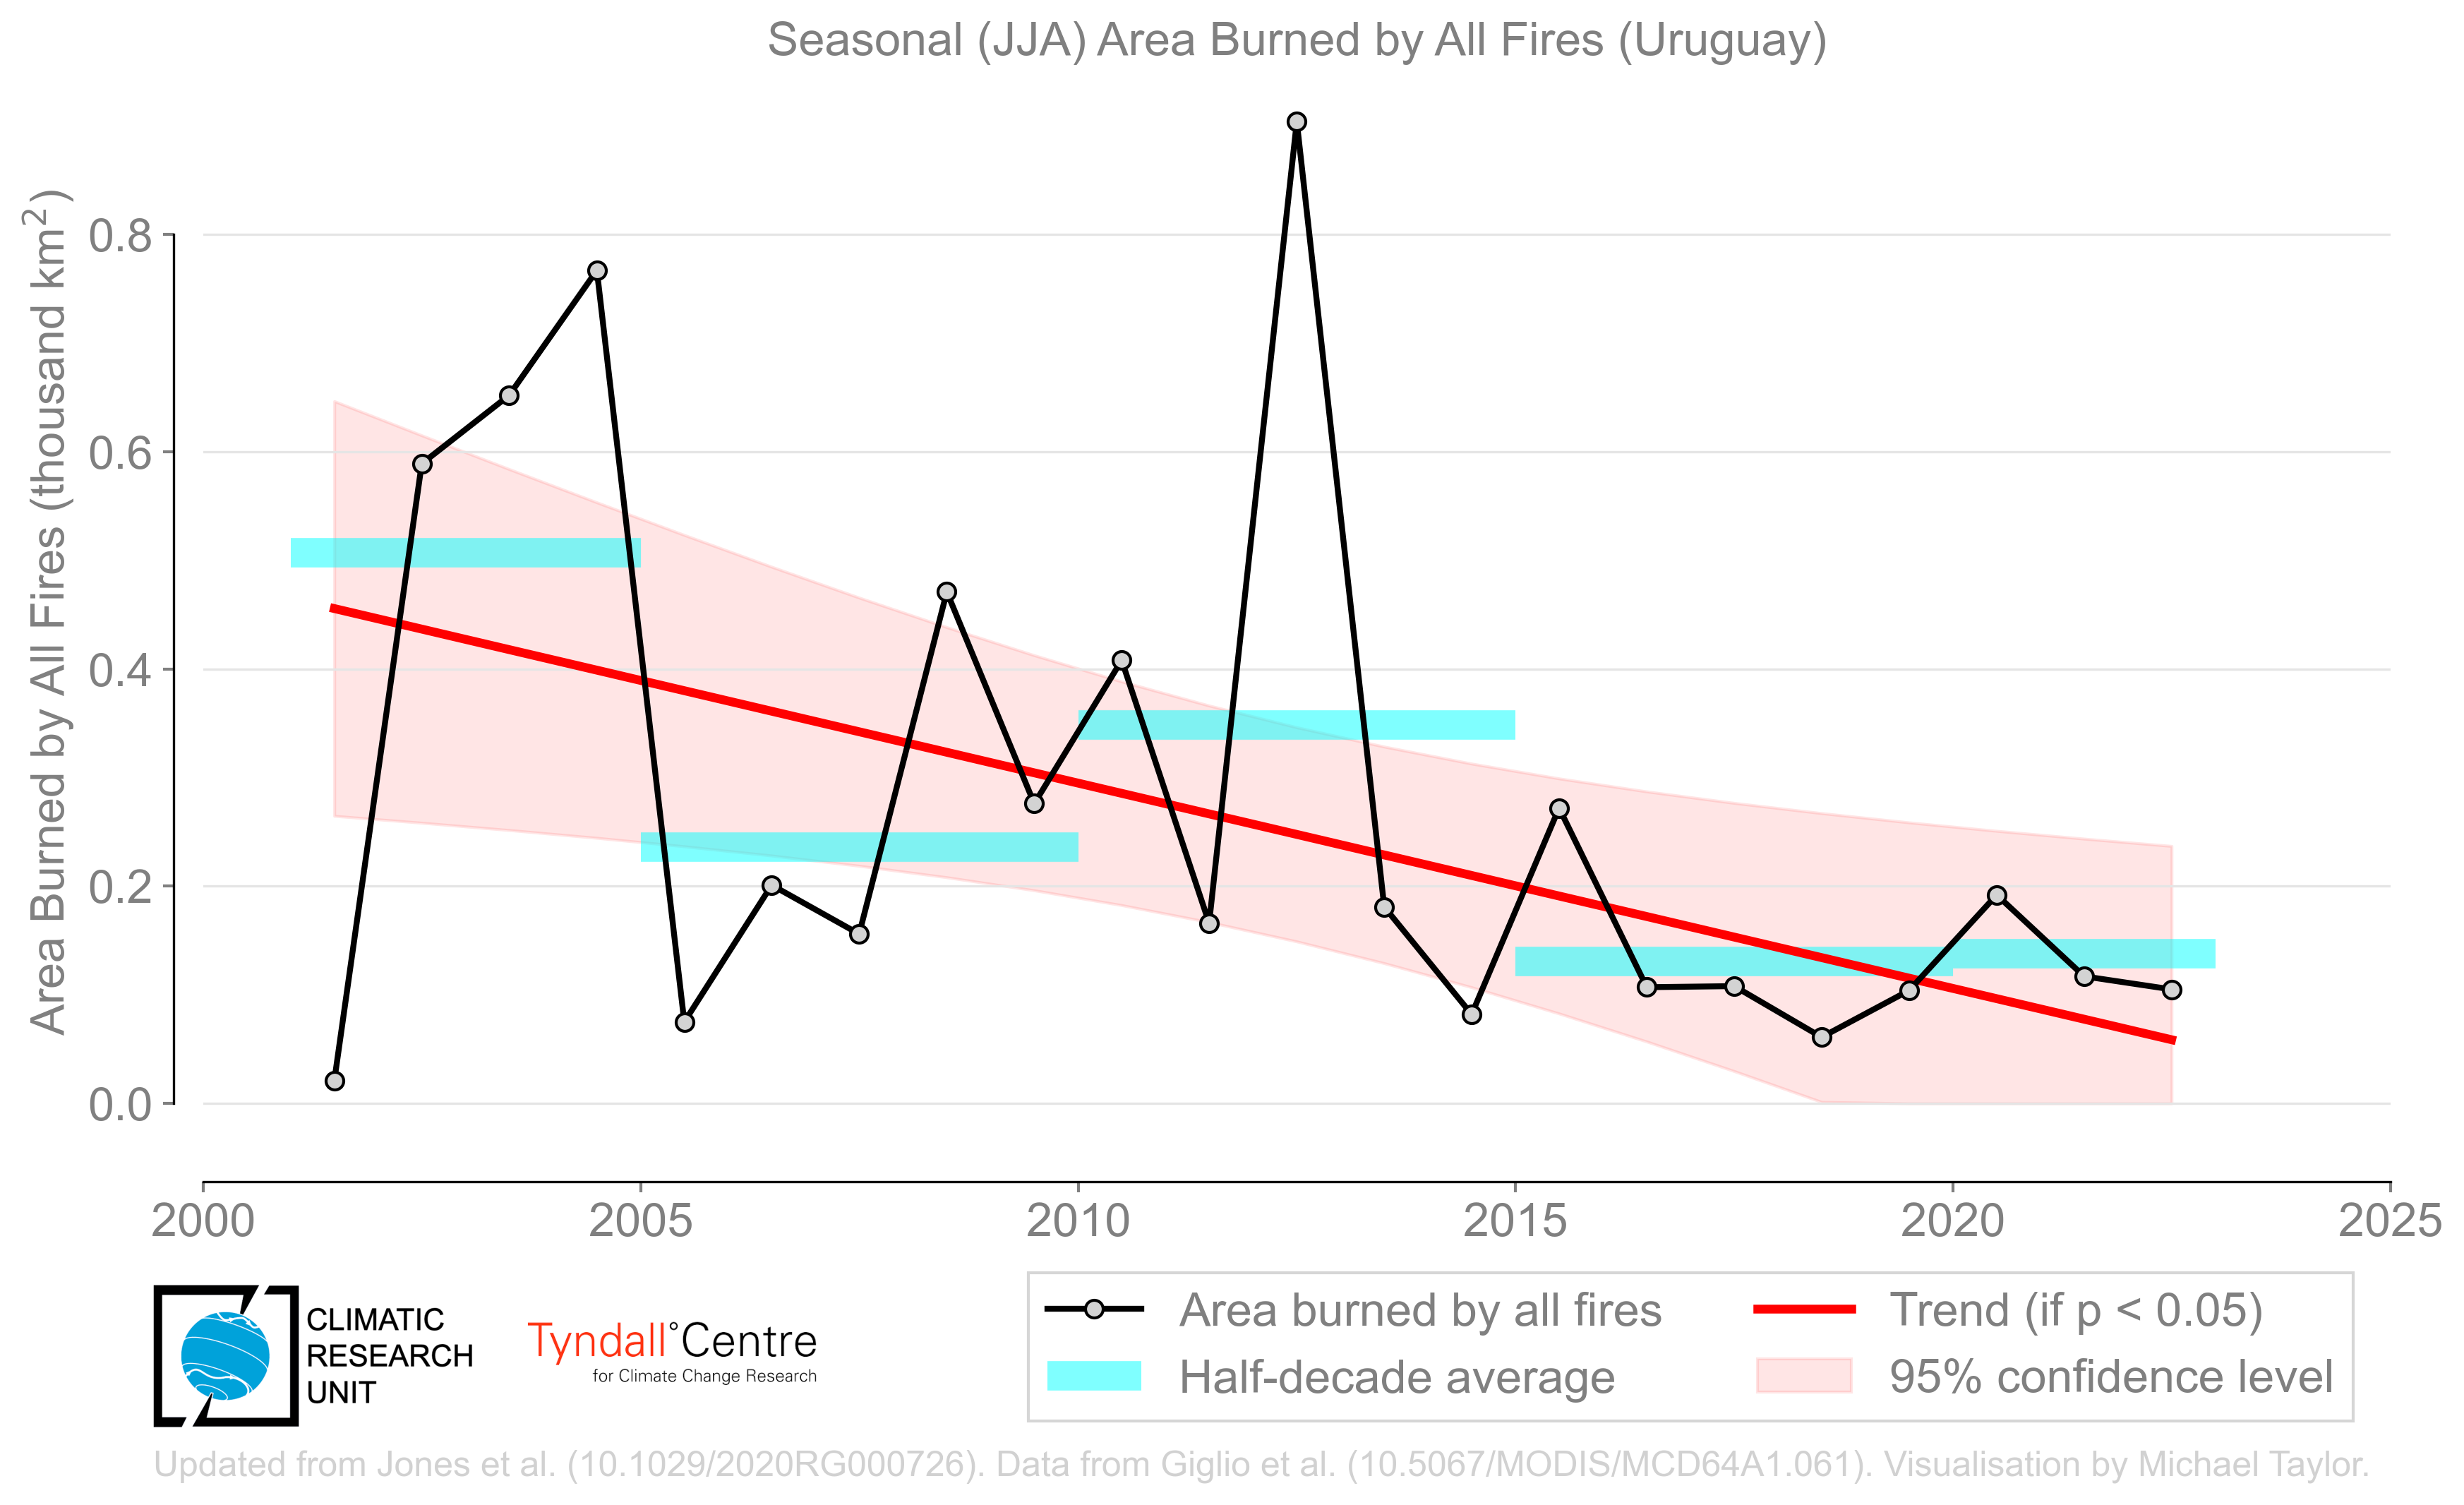 Seasonal (JJA) Area Burned by All Fires (Uruguay)
Area Burned by All Fires (thousand km²)
0.8
0.6
0.4
0.2
0.0
2000 2005 2010 2015 2020 2025
CLIMATIC
RESEARCH
UNIT
Tyndall°Centre
for Climate Change Research
Area burned by all fires
Half-decade average
Trend (if p < 0.05)
95% confidence level
Updated from Jones et al. (10.1029/2020RG000726). Data from Giglio et al. (10.5067/MODIS/MCD64A1.061). Visualisation by Michael Taylor.